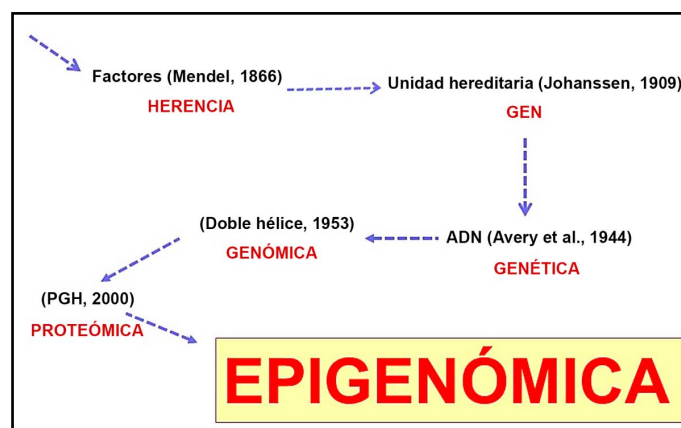 Factores (Mendel, 1866)
HERENCIA
Unidad hereditaria (Johanssen, 1909)
GEN
ADN (Avery et al., 1944)
GENÉTICA
(Doble hélice, 1953)
GENÓMICA
(PGH, 2000)
PROTEÓMICA
EPIGENÓMICA